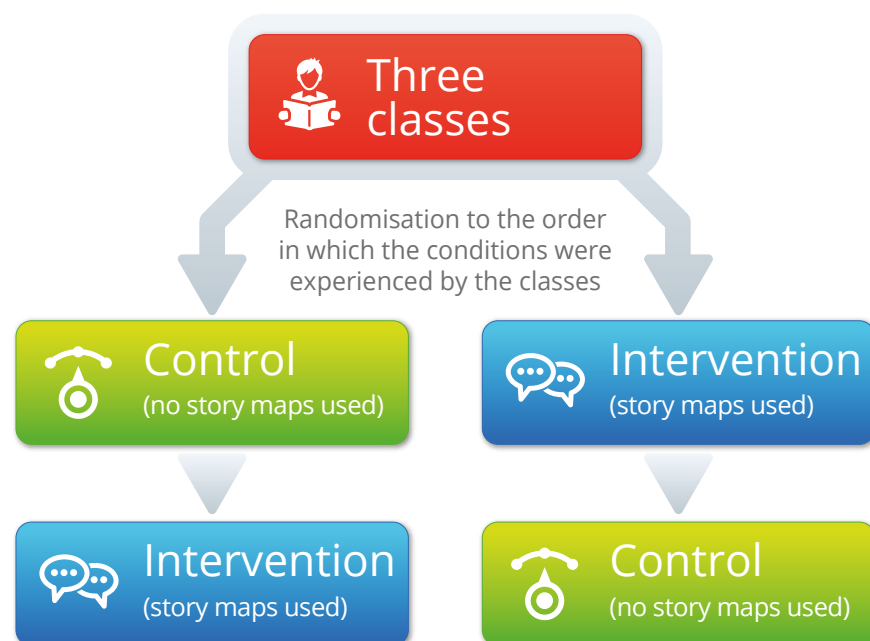 Three
classes
Randomisation to the order
in which the conditions were
experienced by the classes
Control
(no story maps used)
Intervention
(story maps used)
Intervention
(story maps used)
Control
(no story maps used)